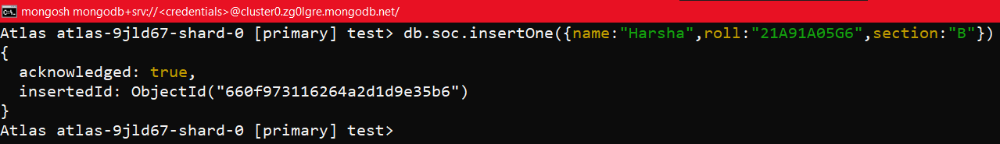 mongosh mongodb+srv://<credentials>@cluster0.zg0lgre.mongodb.net/
Atlas atlas-9jld67-shard-0 [primary] test> db.soc.insertOne({name:"Harsha",roll:"21A91A05G6",section:"B"})
{
  acknowledged: true,
  insertedId: ObjectId("660f973116264a2d1d9e35b6")
}
Atlas atlas-9jld67-shard-0 [primary] test>